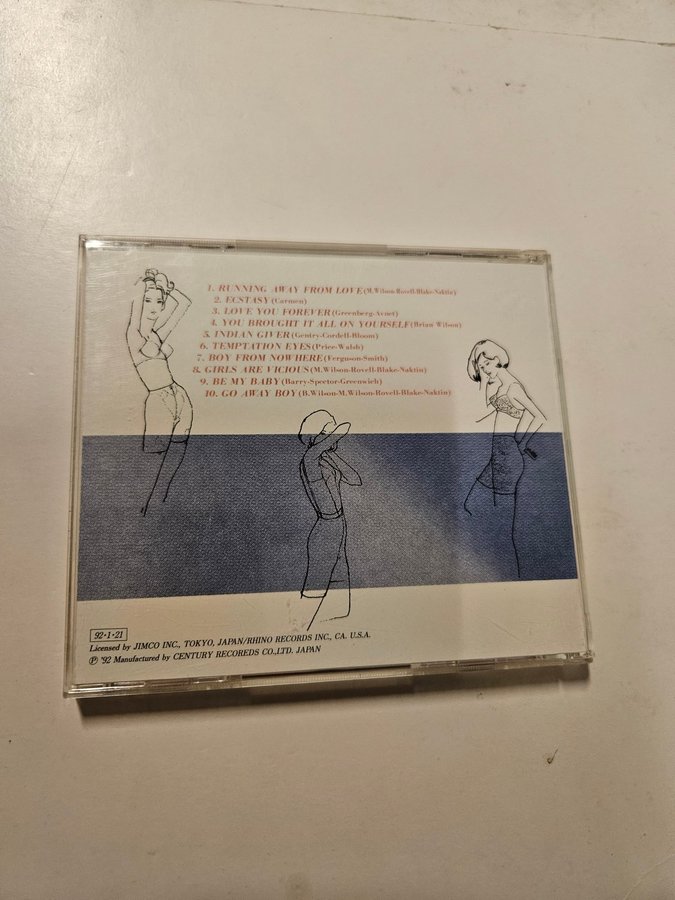 1. RUNNING AWAY FROM LOVE (M.Wilson-Rovell-Blake-Naktin)
2. ECSTASY (Carmen)
3. LOVE YOU FOREVER (Greenberg-Avnet)
4. YOU BROUGHT IT ALL ON YOURSELF (Brian Wilson)
5. INDIAN GIVER (Gentry-Cordell-Bloom)
6. TEMPTATION EYES (Price-Walsh)
7. BOY FROM NOWHERE (Ferguson-Smith)
8. GIRLS ARE VICIOUS (M.Wilson-Rovell-Blake-Naktin)
9. BE MY BABY (Barry-Spector-Greenwich)
10. GO AWAY BOY (B.Wilson-M.Wilson-Rovell-Blake-Naktin)
92・1・21
Licensed by JIMCO INC., TOKYO, JAPAN/RHINO RECORDS INC., CA. U.S.A.
Ⓟ '92 Manufactured by CENTURY RECOREDS CO.,LTD. JAPAN